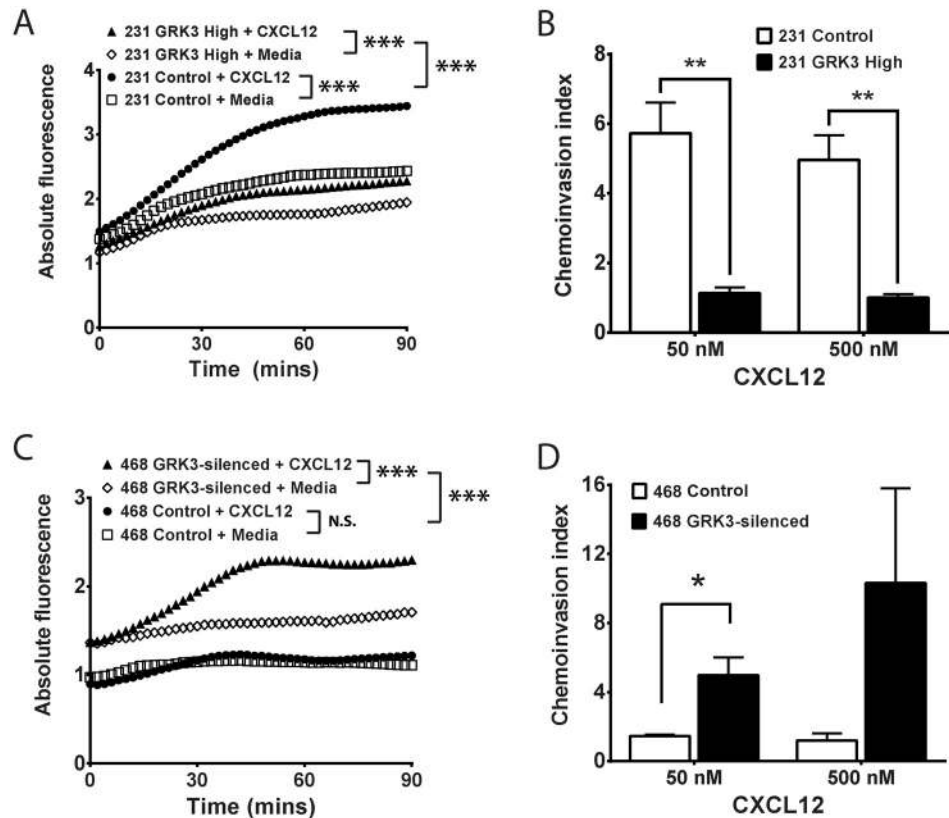 A
231 GRK3 High + CXCL12
231 GRK3 High + Media
231 Control + CXCL12
231 Control + Media
***
***
***
Absolute fluorescence
4
3
2
1
0
0 30 60 90
Time (mins)
B
231 Control
231 GRK3 High
**
**
Chemoinvasion index
8
6
4
2
0
50 nM 500 nM
CXCL12
C
468 GRK3-silenced + CXCL12
468 GRK3-silenced + Media
468 Control + CXCL12
468 Control + Media
***
***
N.S.
Absolute fluorescence
3
2
1
0
0 30 60 90
Time (mins)
D
468 Control
468 GRK3-silenced
*
Chemoinvasion index
16
12
8
4
0
50 nM 500 nM
CXCL12